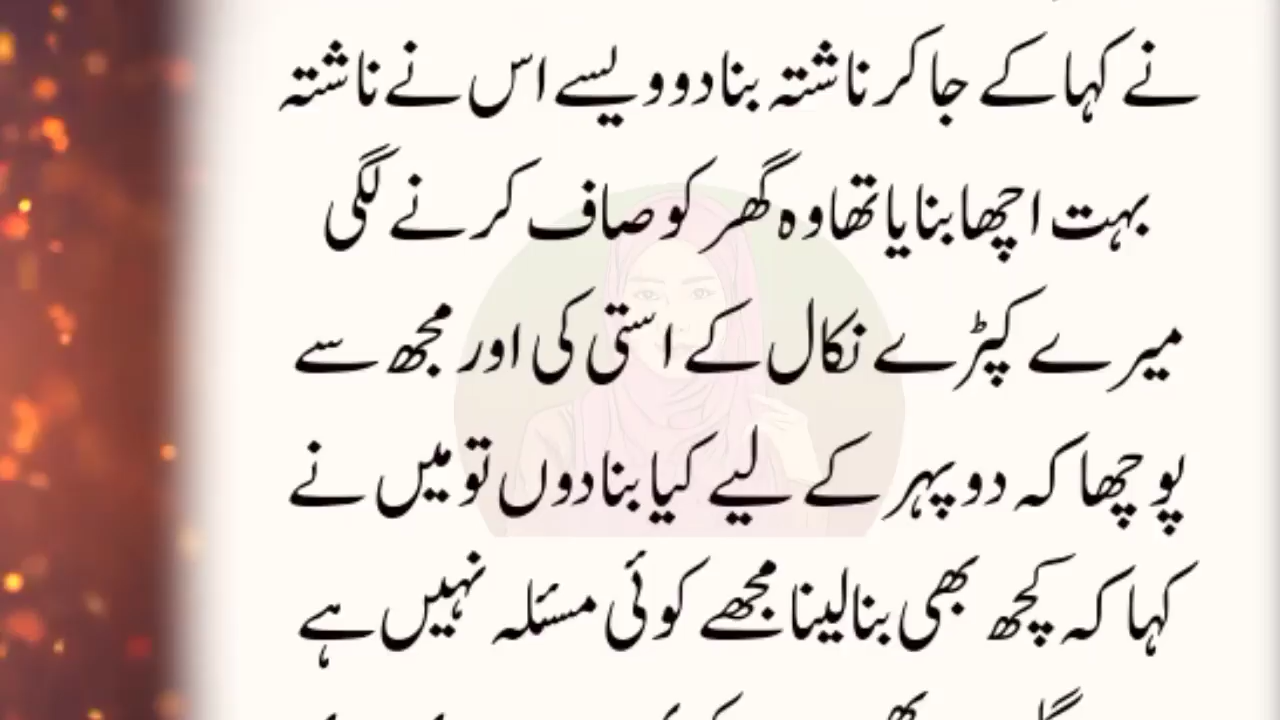 نے کہا کے جا کر ناشتہ بنا دو ویسے اس نے ناشتہ
بہت اچھا بنایا تھا وہ گھر کو صاف کرنے لگی
میرے کپڑے نکال کے استی کی اور مجھ سے
پوچھا کہ دوپہر کے لیے کیا بنا دوں تو میں نے
کہا کہ کچھ بھی بنا لینا مجھے کوئی مسئلہ نہیں ہے